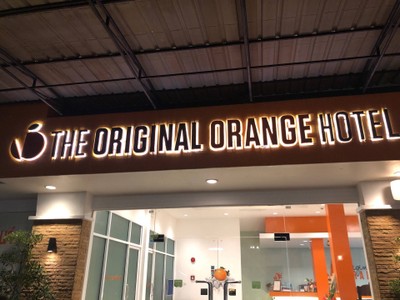 THE ORIGINAL ORANGE HOTEL